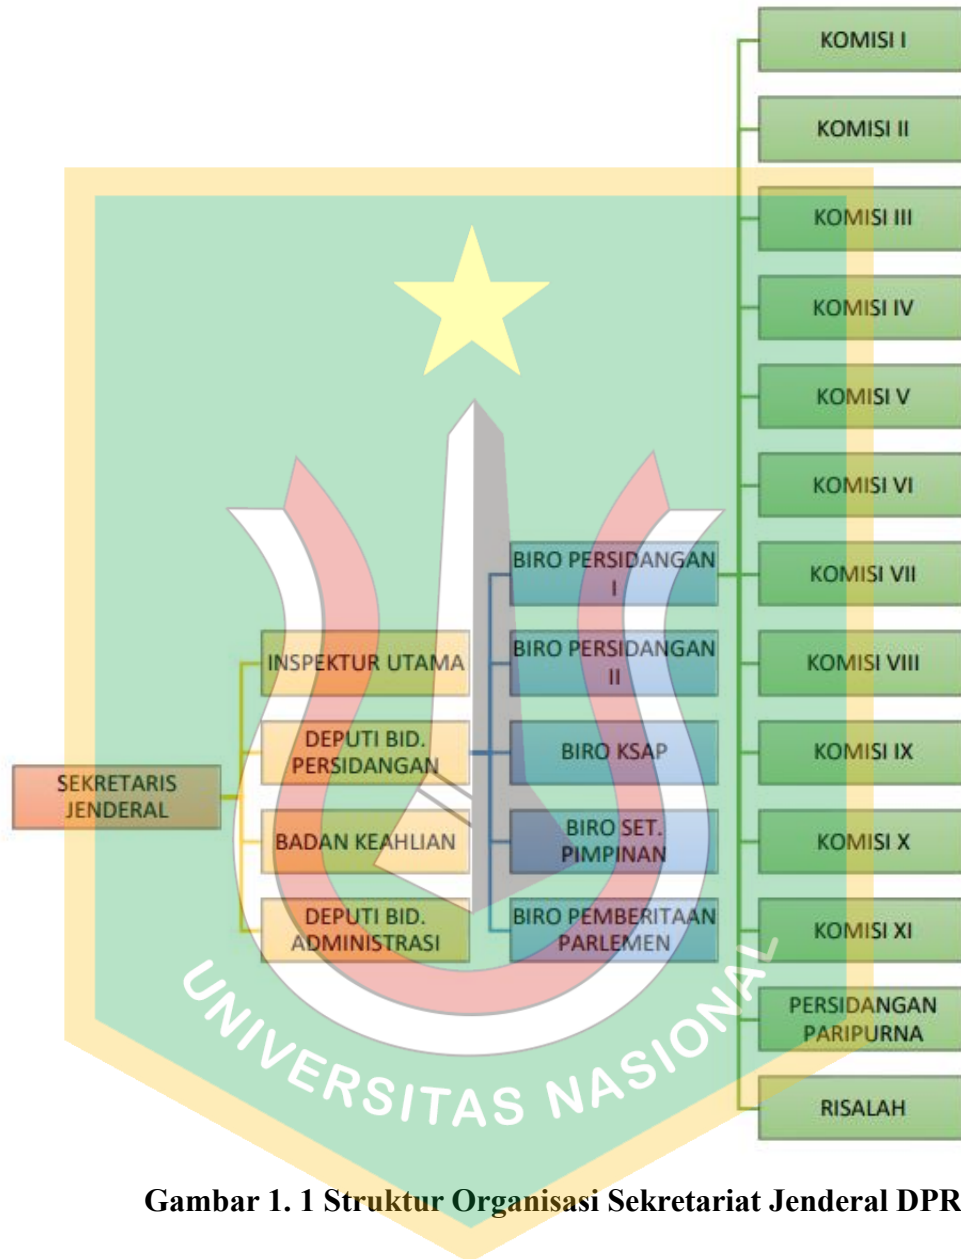 SEKRETARIS
JENDERAL
INSPEKTUR UTAMA
DEPUTI BID.
PERSIDANGAN
BADAN KEAHLIAN
DEPUTI BID.
ADMINISTRASI
BIRO PERSIDANGAN
I
BIRO PERSIDANGAN
II
BIRO KSAP
BIRO SET.
PIMPINAN
BIRO PEMBERITAAN
PARLEMEN
KOMISI I
KOMISI II
KOMISI III
KOMISI IV
KOMISI V
KOMISI VI
KOMISI VII
KOMISI VIII
KOMISI IX
KOMISI X
KOMISI XI
PERSIDANGAN
PARIPURNA
RISALAH
UNIVERSITAS NASIONAL
Gambar 1. 1 Struktur Organisasi Sekretariat Jenderal DPR